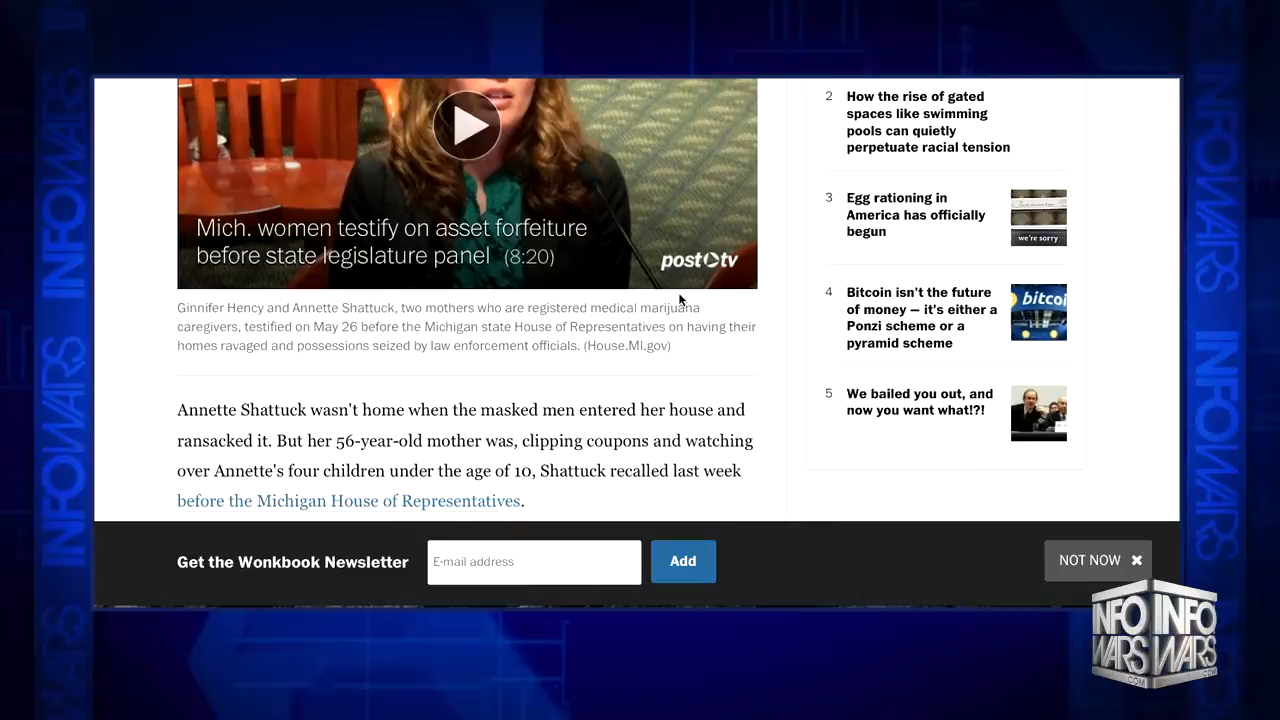 Mich. women testify on asset forfeiture
before state legislature panel (8:20)
post tv
Ginnifer Hency and Annette Shattuck, two mothers who are registered medical marijuana
caregivers, testified on May 26 before the Michigan state House of Representatives on having their
homes ravaged and possessions seized by law enforcement officials. (House.MI.gov)
Annette Shattuck wasn't home when the masked men entered her house and
ransacked it. But her 56-year-old mother was, clipping coupons and watching
over Annette's four children under the age of 10, Shattuck recalled last week
before the Michigan House of Representatives.
2 How the rise of gated
spaces like swimming
pools can quietly
perpetuate racial tension
3 Egg rationing in
America has officially
begun
we're sorry
4 Bitcoin isn't the future
of money — it's either a
Ponzi scheme or a
pyramid scheme
bitcoi
5 We bailed you out, and
now you want what!?!
Get the Wonkbook Newsletter
E-mail address
Add
NOT NOW ✖
INFOWARS
INFOWARS
INFOWARS
INFOWARS
INFO
WARS
.COM
INFO
WARS
.COM